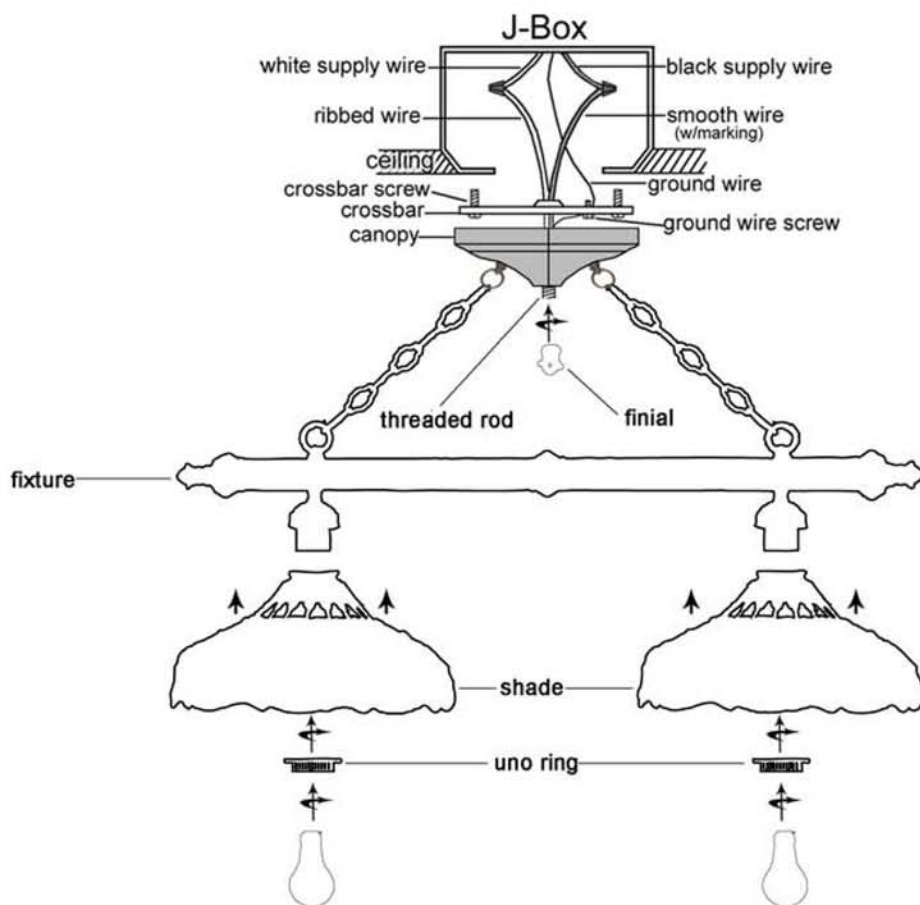 J-Box
white supply wire
black supply wire
ribbed wire
smooth wire
(w/marking)
ceiling
crossbar screw
ground wire
crossbar
ground wire screw
canopy
threaded rod
finial
fixture
shade
uno ring